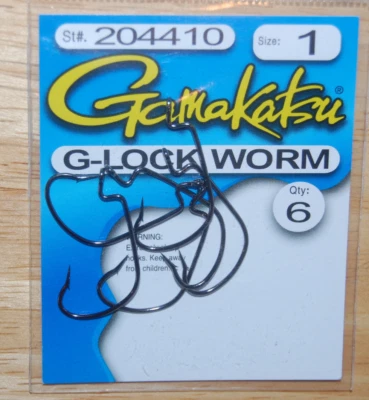 St#. 204410 Size: 1
Gamakatsu®
G-LOCK WORM
Qty:
6
WARNING:
hooks. Keep away
from children.